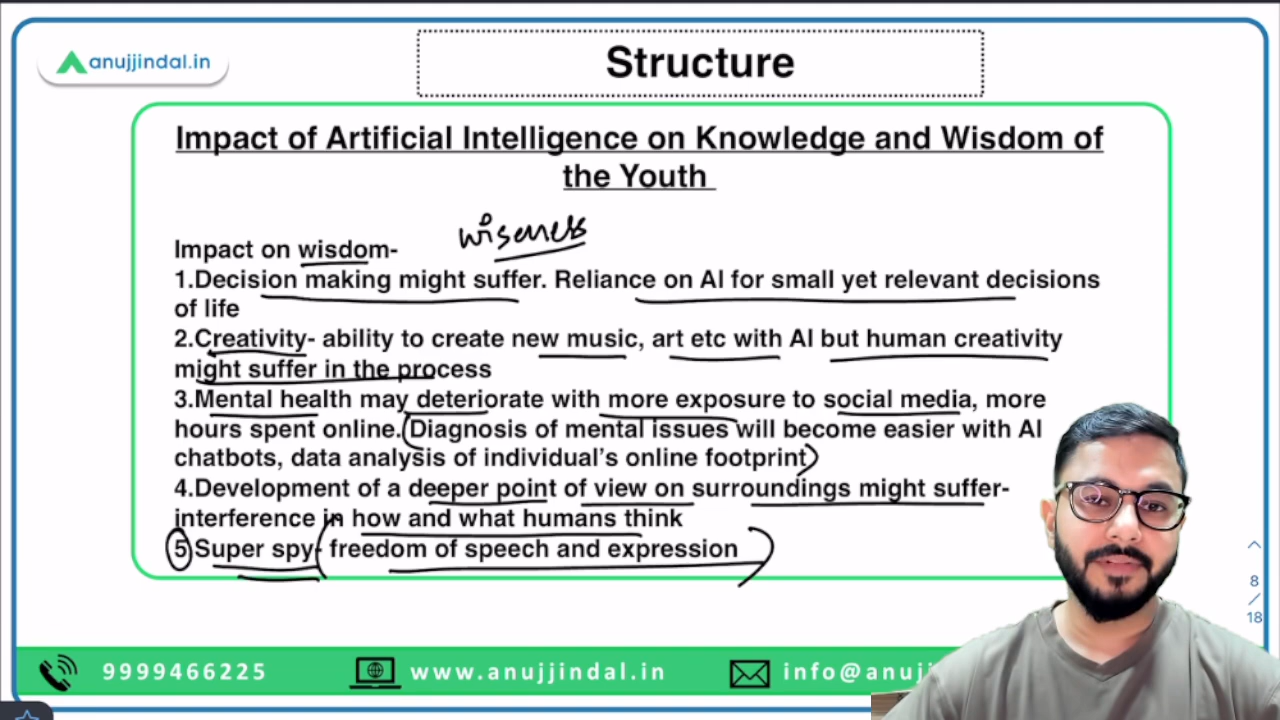 anujjindal.in
Structure
Impact of Artificial Intelligence on Knowledge and Wisdom of
the Youth
wiseness
Impact on wisdom-
1.Decision making might suffer. Reliance on AI for small yet relevant decisions
of life
2.Creativity- ability to create new music, art etc with AI but human creativity
might suffer in the process
3.Mental health may deteriorate with more exposure to social media, more
hours spent online. Diagnosis of mental issues will become easier with AI
chatbots, data analysis of individual's online footprint
4.Development of a deeper point of view on surroundings might suffer-
interference in how and what humans think
5 Super spy- freedom of speech and expression
8
/
18
9999466225 www.anujjindal.in info@anuj